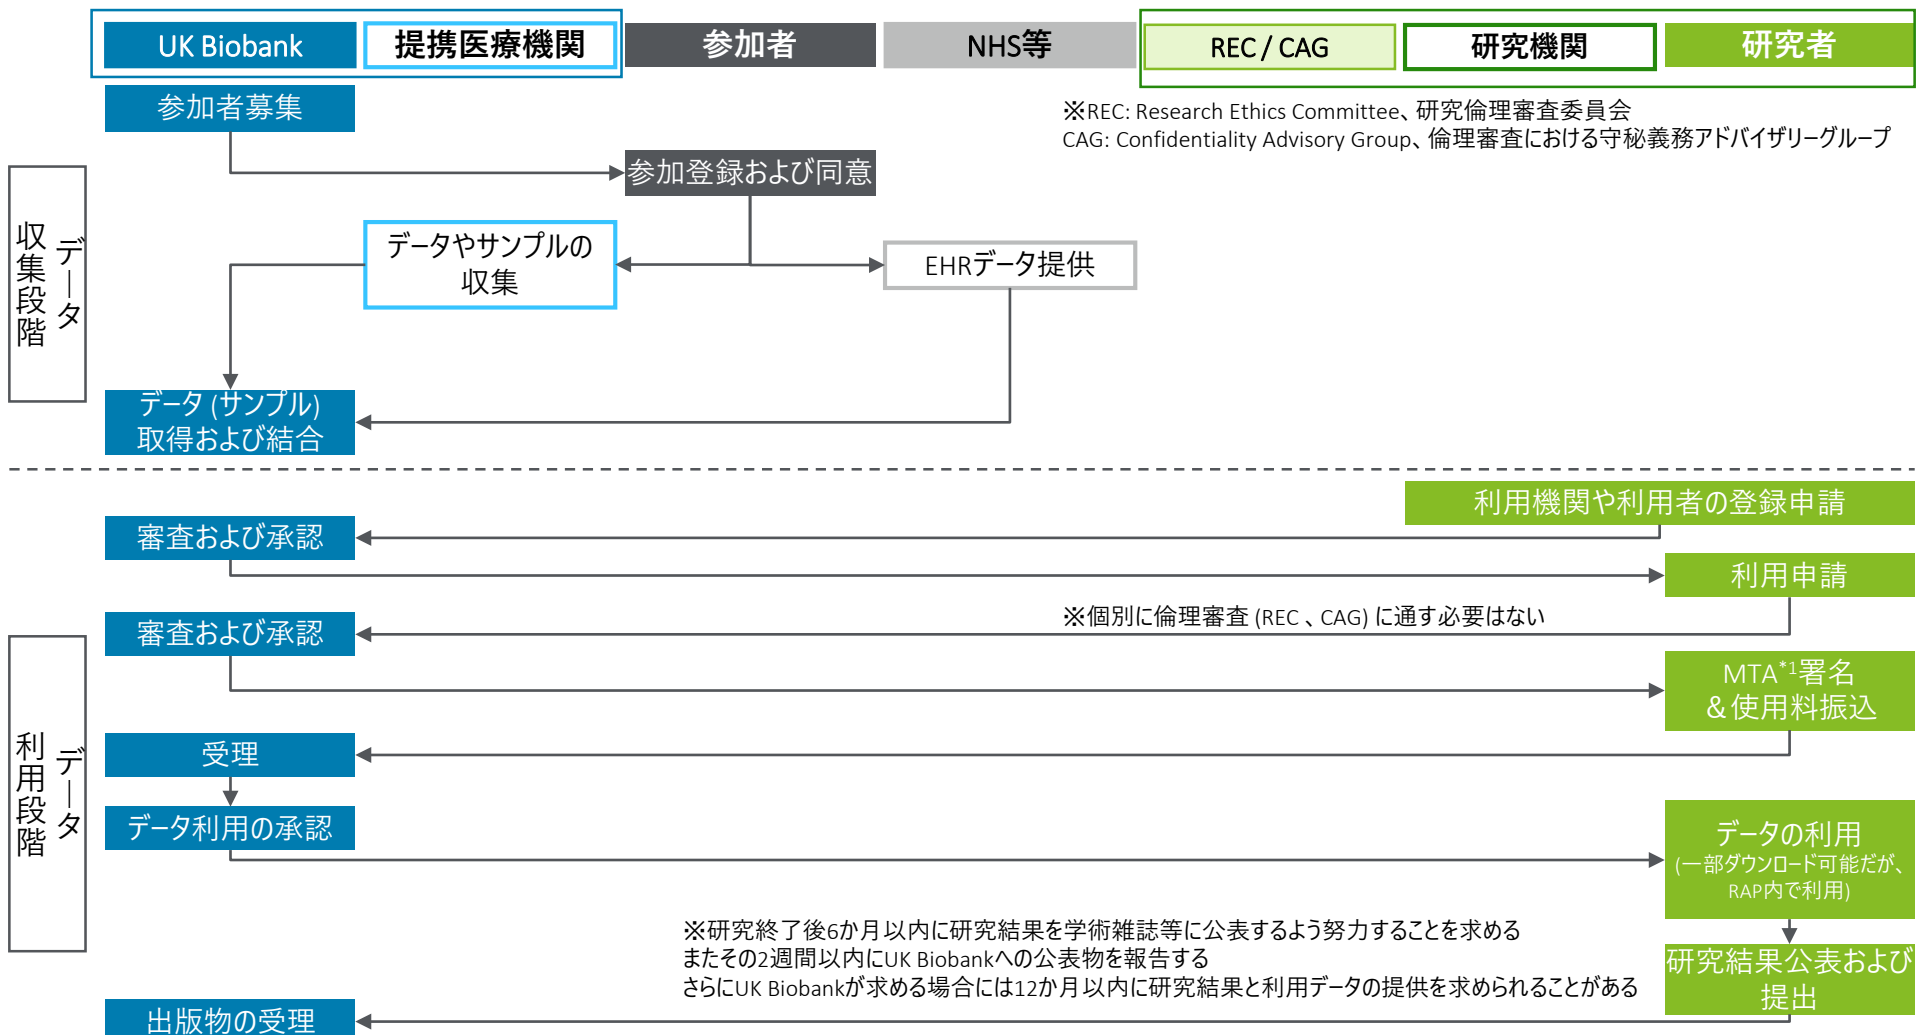 UK Biobank
提携医療機関
参加者
NHS等
REC / CAG
研究機関
研究者
参加者募集
※REC: Research Ethics Committee、研究倫理審査委員会
CAG: Confidentiality Advisory Group、倫理審査における守秘義務アドバイザリーグループ
参加登録および同意
データ
収集段階
データやサンプルの
収集
EHRデータ提供
データ (サンプル)
取得および結合
利用機関や利用者の登録申請
審査および承認
利用申請
※個別に倫理審査 (REC 、CAG) に通す必要はない
審査および承認
MTA*1署名
&使用料振込
データ
利用段階
受理
データ利用の承認
データの利用
(一部ダウンロード可能だが、
RAP内で利用)
※研究終了後6か月以内に研究結果を学術雑誌等に公表するよう努力することを求める
またその2週間以内にUK Biobankへの公表物を報告する
さらにUK Biobankが求める場合には12か月以内に研究結果と利用データの提供を求められることがある
研究結果公表および
提出
出版物の受理